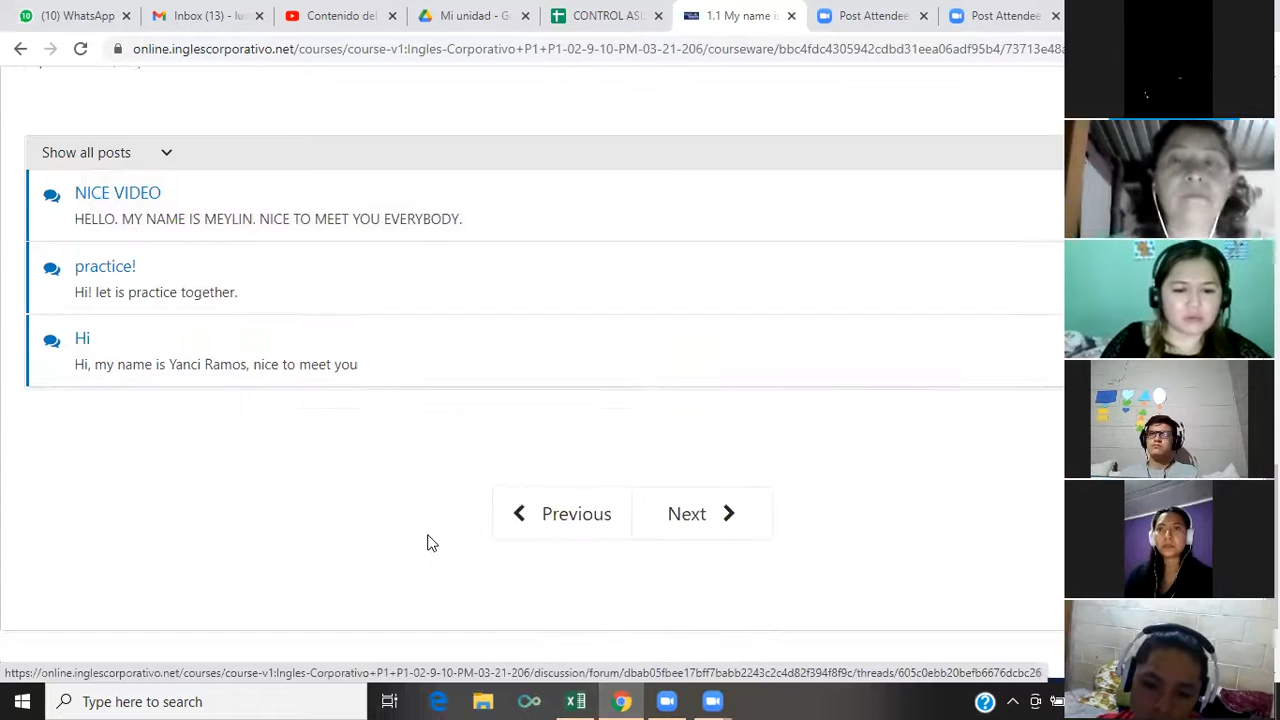 (10) WhatsApp
Inbox (13) - lu
Contenido del
Mi unidad - G
CONTROL ASI
1.1 My name i
Post Attendee
Post Attendee
online.inglescorporativo.net/courses/course-v1:Ingles-Corporativo+P1+P1-02-9-10-PM-03-21-206/courseware/bbc4fdc4305942cdbd31eea06adf95b4/73713e48a
Show all posts
NICE VIDEO
HELLO. MY NAME IS MEYLIN. NICE TO MEET YOU EVERYBODY.
practice!
Hi! let is practice together.
Hi
Hi, my name is Yanci Ramos, nice to meet you
Previous
Next
https://online.inglescorporativo.net/courses/course-v1:Ingles-Corporativo+P1+P1-02-9-10-PM-03-21-206/discussion/forum/dbab05fbee17bff7babb2243c2c4d82f394f8f9c/threads/605c0ebb20befb6676dcbc26
Type here to search